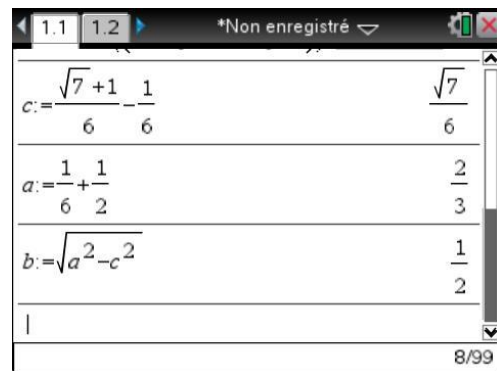 1.1 1.2 *Non enregistré
c:=(√7+1)/6−1/6 √7/6
a:=1/6+1/2 2/3
b:=√(a²−c²) 1/2
8/99